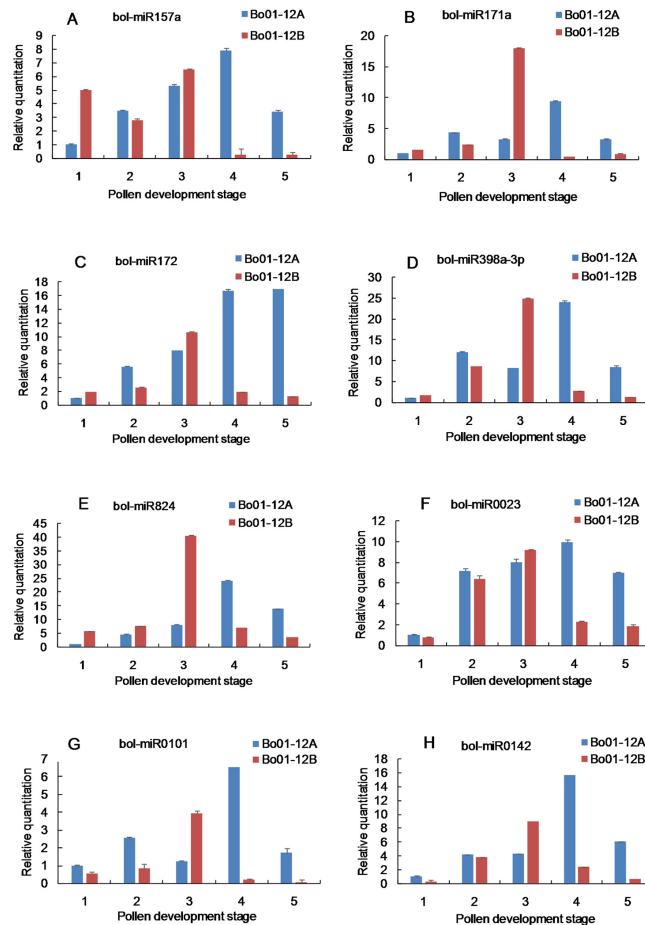 A
bol-miR157a
Bo01-12A
Bo01-12B
Relative quantitation
9
8
7
6
5
4
3
2
1
0
1 2 3 4 5
Pollen development stage
B
bol-miR171a
Bo01-12A
Bo01-12B
Relative quantitation
20
15
10
5
0
1 2 3 4 5
Pollen development stage
C
bol-miR172
Bo01-12A
Bo01-12B
Relative quantitation
18
16
14
12
10
8
6
4
2
0
1 2 3 4 5
Pollen development stage
D
bol-miR398a-3p
Bo01-12A
Bo01-12B
Relative quantitation
30
25
20
15
10
5
0
1 2 3 4 5
Pollen development stage
E
bol-miR824
Bo01-12A
Bo01-12B
Relative quantitation
45
40
35
30
25
20
15
10
5
0
1 2 3 4 5
Pollen development stage
F
bol-miR0023
Bo01-12A
Bo01-12B
Relative quantitation
12
10
8
6
4
2
0
1 2 3 4 5
Pollen development stage
G
bol-miR0101
Bo01-12A
Bo01-12B
Relative quantitation
7
6
5
4
3
2
1
0
1 2 3 4 5
Pollen development stage
H
bol-miR0142
Bo01-12A
Bo01-12B
Relative quantitation
18
16
14
12
10
8
6
4
2
0
1 2 3 4 5
Pollen development stage